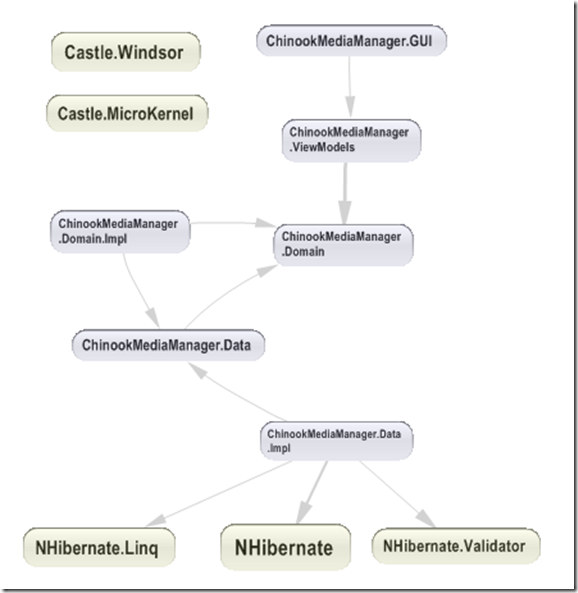 Castle.Windsor
ChinookMediaManager.GUI
Castle.MicroKernel
ChinookMediaManager
.ViewModels
ChinookMediaManager
.Domain.Impl
ChinookMediaManager
.Domain
ChinookMediaManager.Data
ChinookMediaManager.Data
.Impl
NHibernate.Linq
NHibernate
NHibernate.Validator